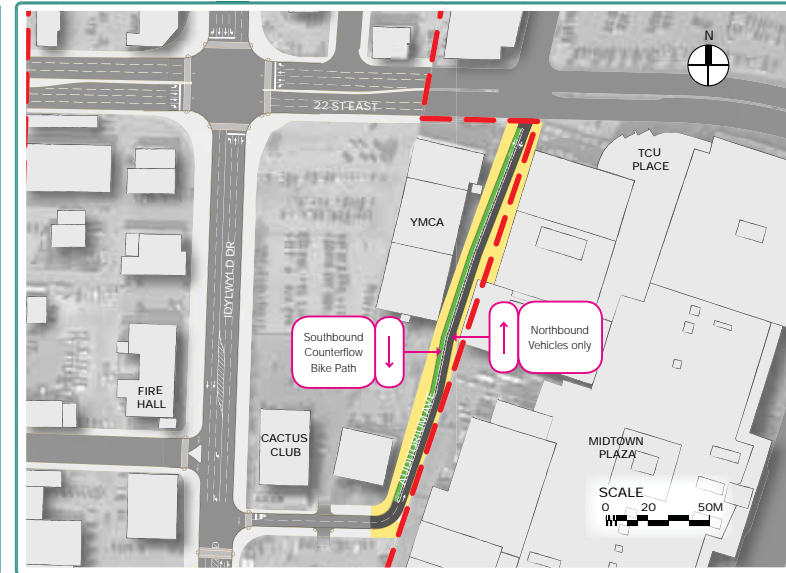 N
22 ST EAST
TCU
PLACE
YMCA
IDYLWYLD DR
Southbound
Counterflow
Bike Path
Northbound
Vehicles only
FIRE
HALL
AUDITORIUM AVE
CACTUS
CLUB
MIDTOWN
PLAZA
SCALE
0 20 50M